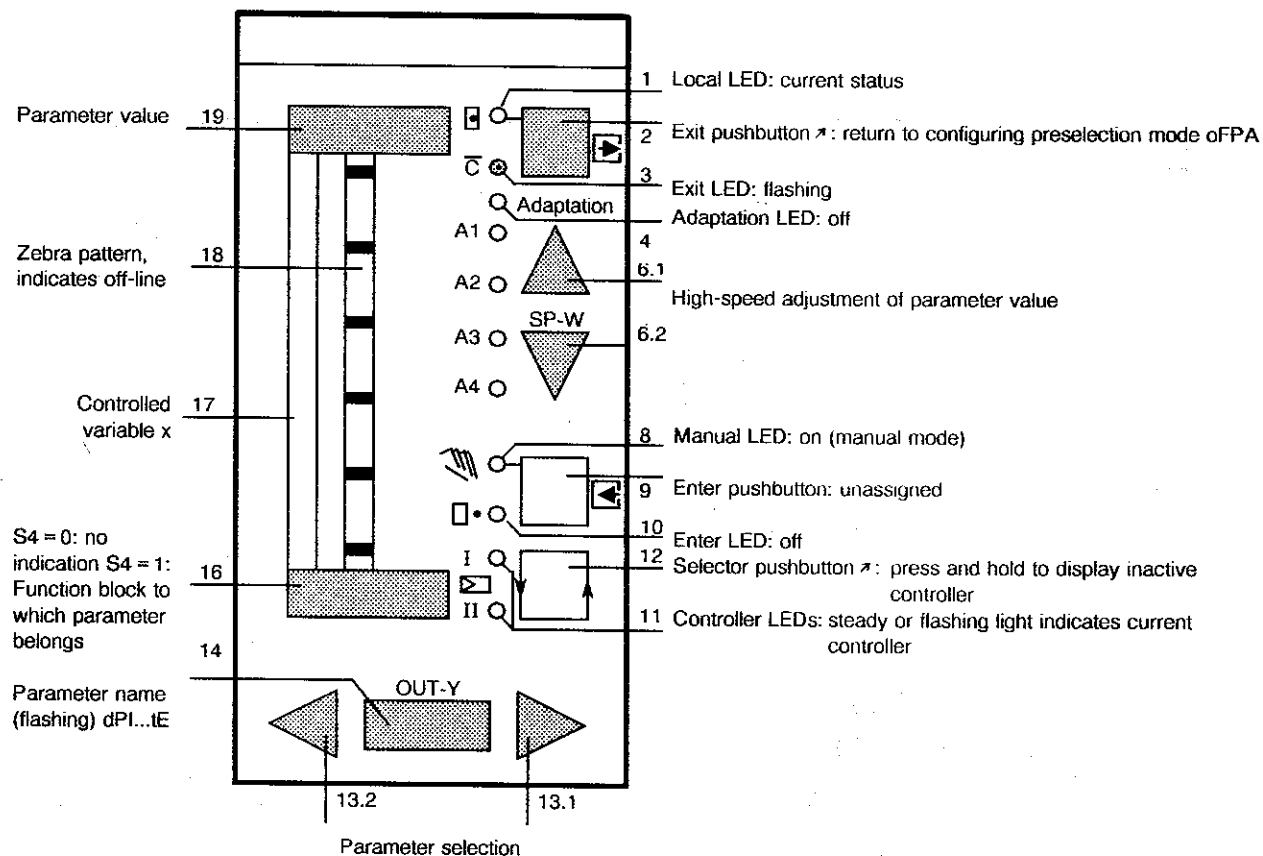 1 Local LED: current status
Parameter value 19
2 Exit pushbutton ↗: return to configuring preselection mode oFPA
C̅ 3
Exit LED: flashing
Adaptation
Adaptation LED: off
A1
4
Zebra pattern, 18
indicates off-line
A2
6.1
High-speed adjustment of parameter value
SP-W
A3
6.2
A4
Controlled 17
variable x
8 Manual LED: on (manual mode)
9 Enter pushbutton: unassigned
10
Enter LED: off
S4 = 0: no
indication S4 = 1:
Function block to 16
which parameter
belongs
I
12 Selector pushbutton ↗: press and hold to display inactive
controller
II
11 Controller LEDs: steady or flashing light indicates current
controller
14
Parameter name
(flashing) dPI...tE
OUT-Y
13.2 13.1
Parameter selection